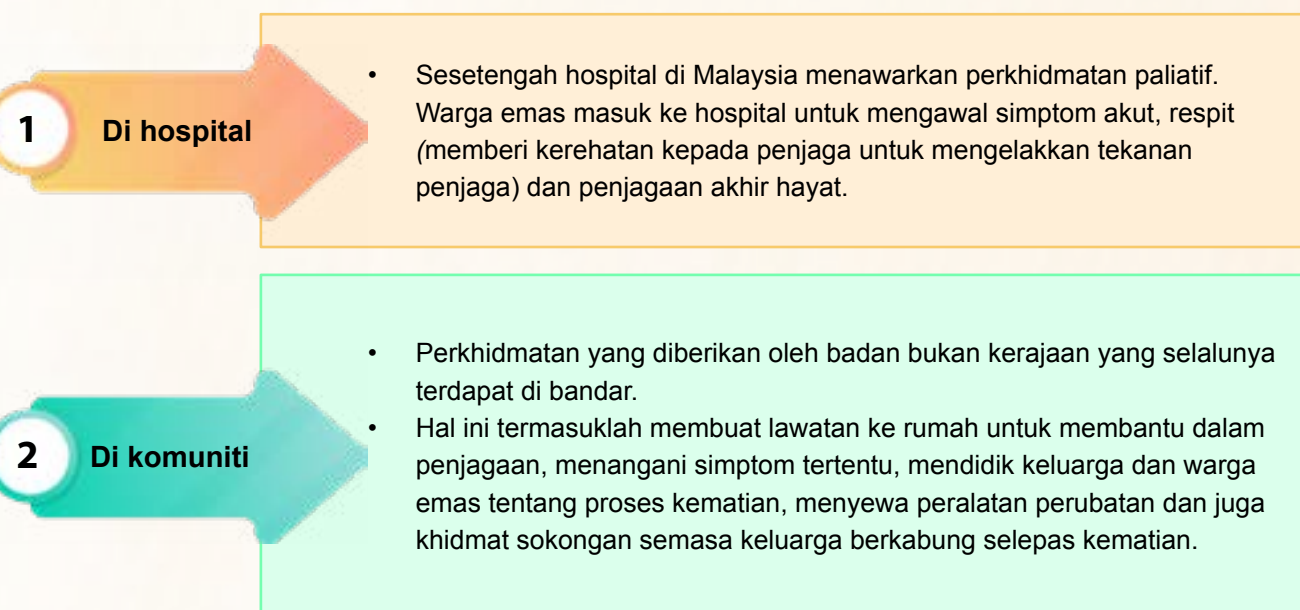 1 Di hospital
• Sesetengah hospital di Malaysia menawarkan perkhidmatan paliatif.
Warga emas masuk ke hospital untuk mengawal simptom akut, respit
(memberi kerehatan kepada penjaga untuk mengelakkan tekanan
penjaga) dan penjagaan akhir hayat.
2 Di komuniti
• Perkhidmatan yang diberikan oleh badan bukan kerajaan yang selalunya
terdapat di bandar.
• Hal ini termasuklah membuat lawatan ke rumah untuk membantu dalam
penjagaan, menangani simptom tertentu, mendidik keluarga dan warga
emas tentang proses kematian, menyewa peralatan perubatan dan juga
khidmat sokongan semasa keluarga berkabung selepas kematian.